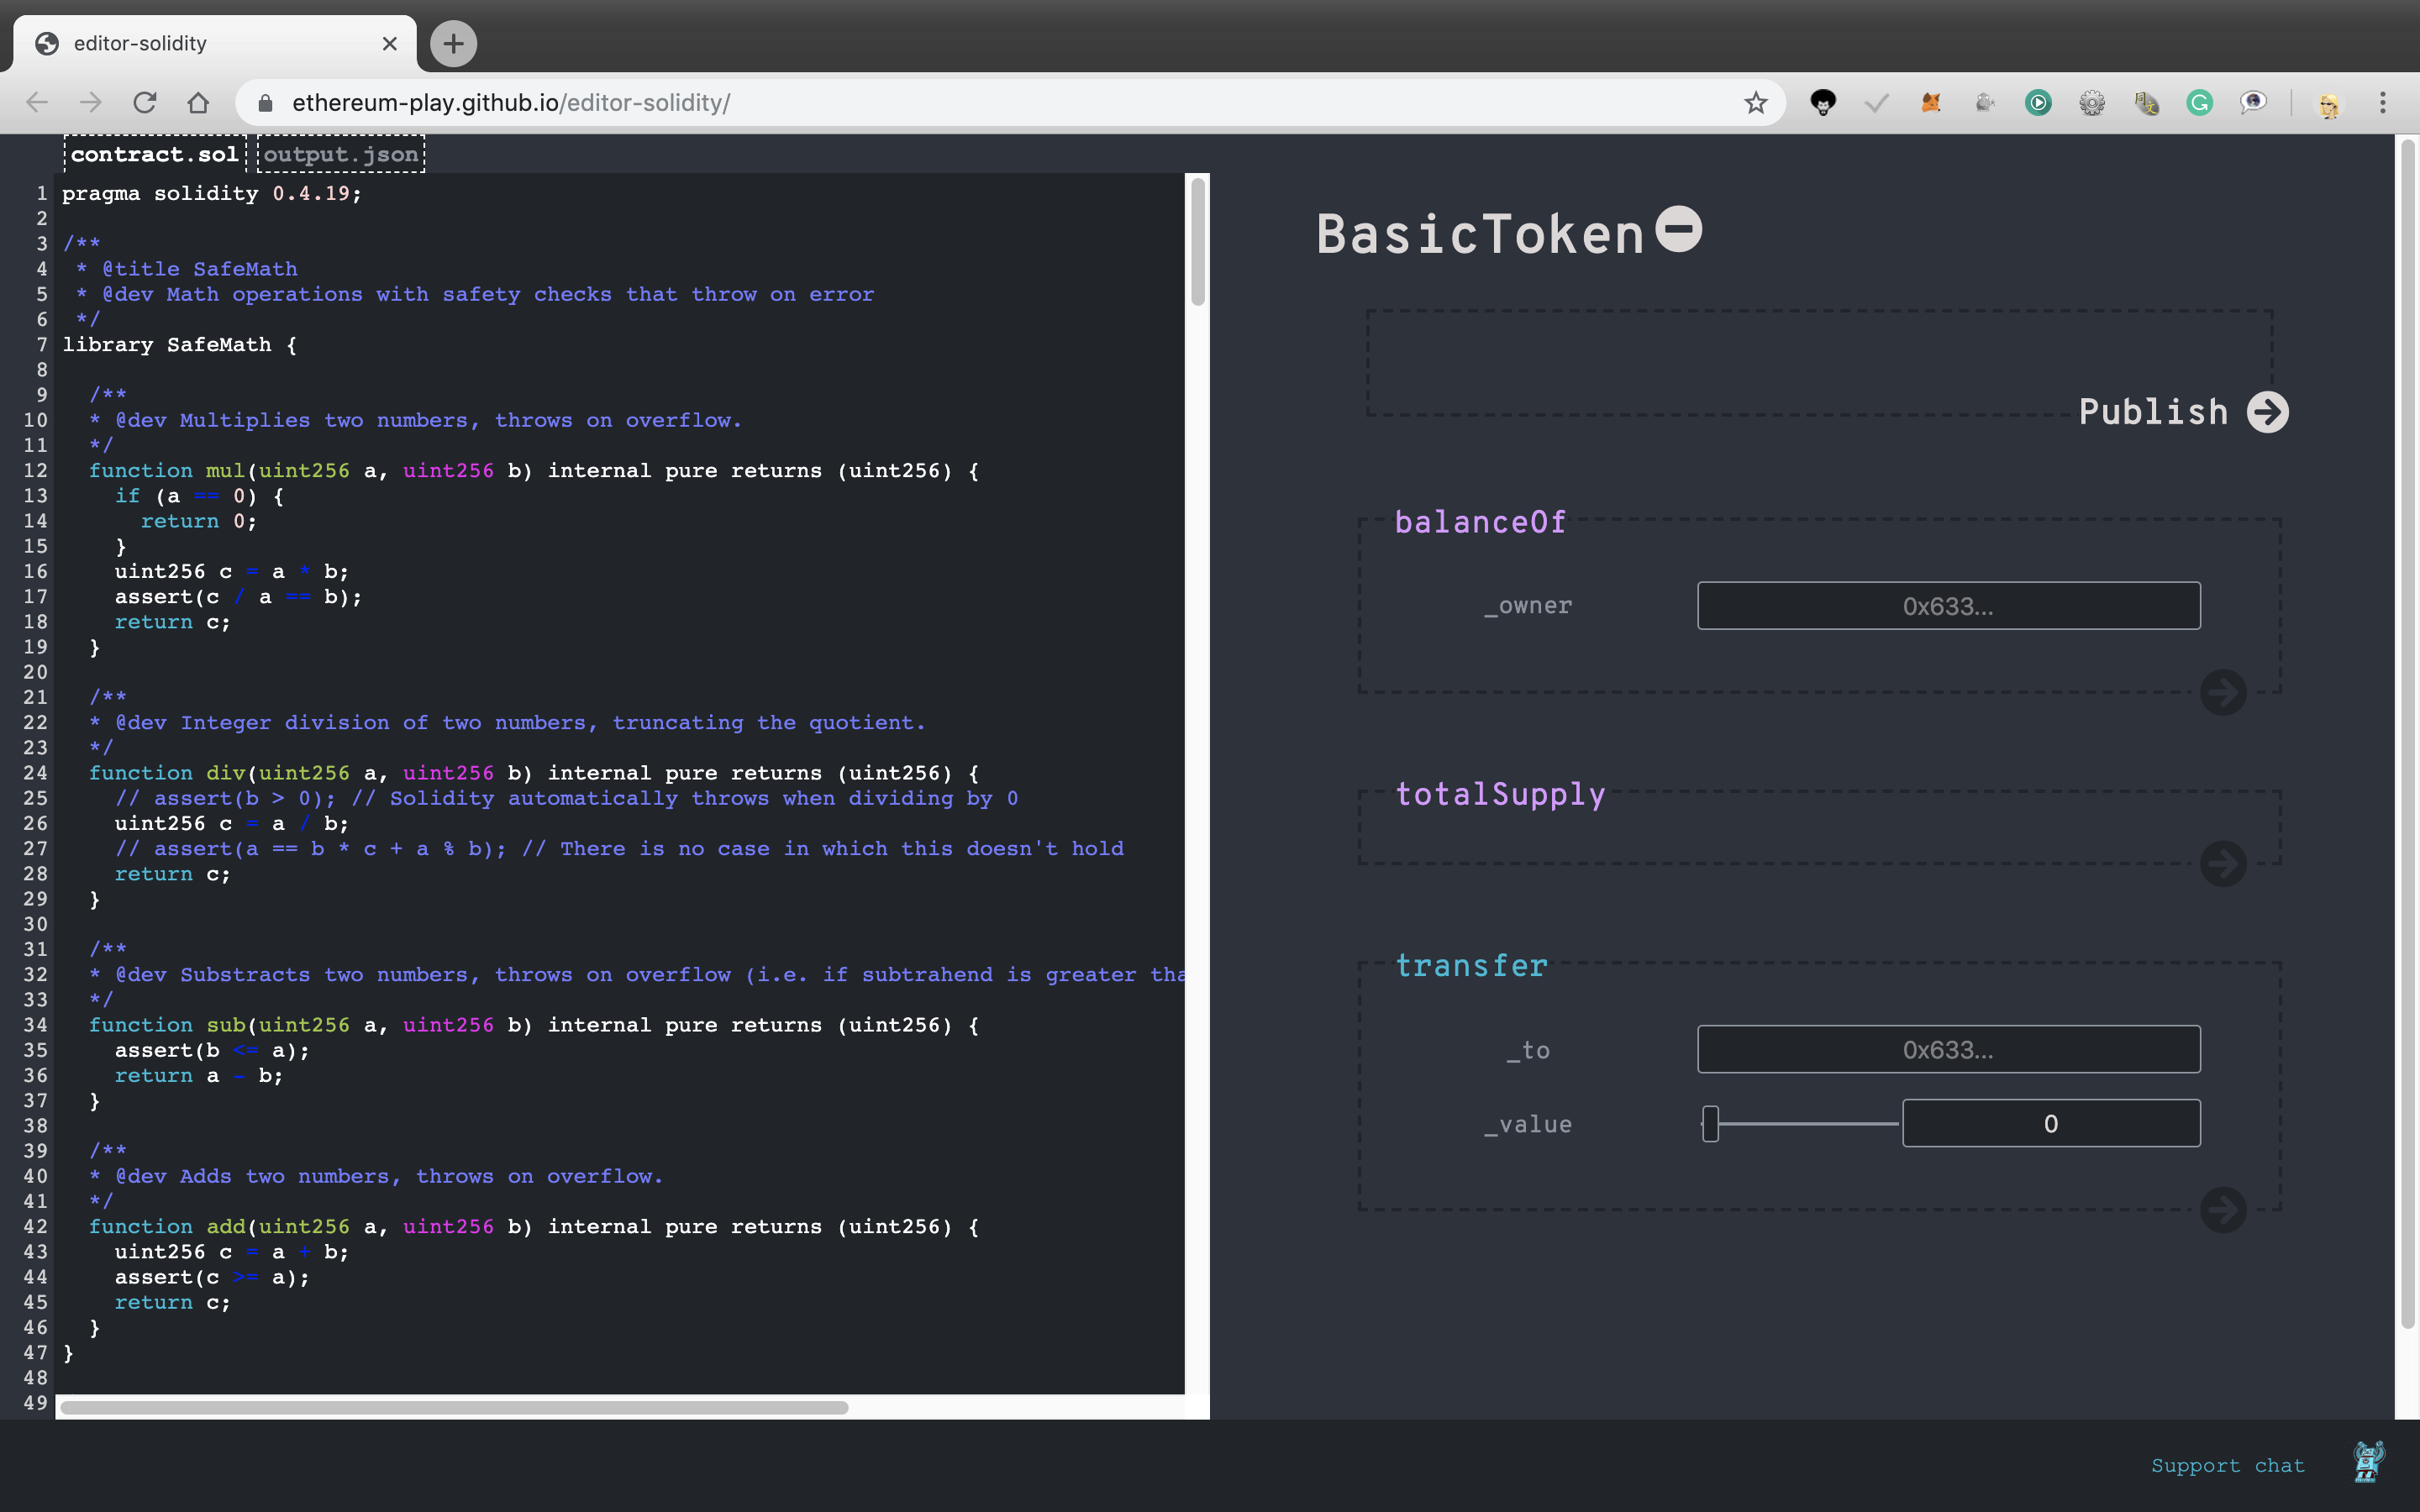 editor-solidity
ethereum-play.github.io/editor-solidity/
contract.sol output.json
1 pragma solidity 0.4.19;
2
3 /**
4  * @title SafeMath
5  * @dev Math operations with safety checks that throw on error
6  */
7 library SafeMath {
8
9   /**
10   * @dev Multiplies two numbers, throws on overflow.
11   */
12   function mul(uint256 a, uint256 b) internal pure returns (uint256) {
13     if (a == 0) {
14       return 0;
15     }
16     uint256 c = a * b;
17     assert(c / a == b);
18     return c;
19   }
20
21   /**
22   * @dev Integer division of two numbers, truncating the quotient.
23   */
24   function div(uint256 a, uint256 b) internal pure returns (uint256) {
25     // assert(b > 0); // Solidity automatically throws when dividing by 0
26     uint256 c = a / b;
27     // assert(a == b * c + a % b); // There is no case in which this doesn't hold
28     return c;
29   }
30
31   /**
32   * @dev Substracts two numbers, throws on overflow (i.e. if subtrahend is greater tha
33   */
34   function sub(uint256 a, uint256 b) internal pure returns (uint256) {
35     assert(b <= a);
36     return a - b;
37   }
38
39   /**
40   * @dev Adds two numbers, throws on overflow.
41   */
42   function add(uint256 a, uint256 b) internal pure returns (uint256) {
43     uint256 c = a + b;
44     assert(c >= a);
45     return c;
46   }
47 }
48
49
BasicToken
Publish
balanceOf
_owner 0x633...
totalSupply
transfer
_to 0x633...
_value 0
Support chat